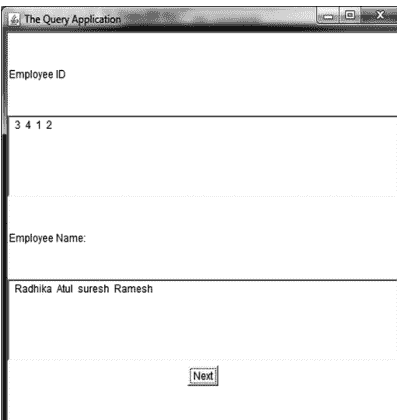 The Query Application
Employee ID
3 4 1 2
Employee Name:
Radhika Atul suresh Ramesh
Next